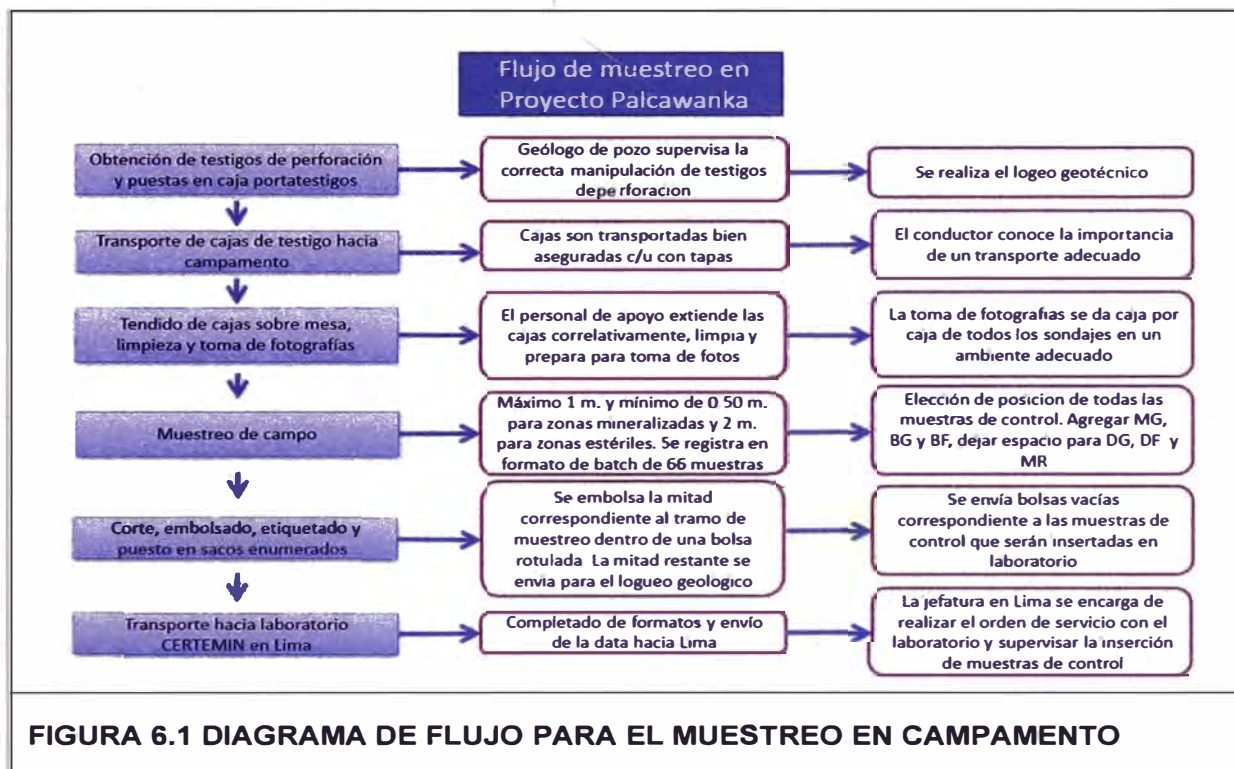 Flujo de muestreo en
Proyecto Palcawanka
Obtención de testigos de perforación
y puestas en caja portatestigos
Geólogo de pozo supervisa la
correcta manipulación de testigos
depe rforacion
Se realiza el logeo geotécnico
Transporte de cajas de testigo hacia
campamento
Cajas son transportadas bien
aseguradas c/u con tapas
El conductor conoce la importancia
de un transporte adecuado
Tendido de cajas sobre mesa,
limpieza y toma de fotografías
El personal de apoyo extiende las
cajas correlativamente, limpia y
prepara para toma de fotos
La toma de fotografias se da caja por
caja de todos los sondajes en un
ambiente adecuado
Muestreo de campo
Máximo 1 m. y mínimo de 0 50 m.
para zonas mineralizadas y 2 m.
para zonas estériles. Se registra en
formato de batch de 66 muestras
Elección de posicion de todas las
muestras de control. Agregar MG,
BG y BF, dejar espacio para DG, DF y
MR
Corte, embolsado, etiquetado y
puesto en sacos enumerados
Se embolsa la mitad
correspondiente al tramo de
muestreo dentro de una bolsa
rotulada La mitad restante se
envia para el logueo geologico
Se envía bolsas vacías
correspondiente a las muestras de
control que serán insertadas en
laboratorio
Transporte hacia laboratorio
CERTEMIN en Lima
Completado de formatos y envío
de la data hacia Lima
La jefatura en Lima se encarga de
realizar el orden de servicio con el
laboratorio y supervisar la inserción
de muestras de control
FIGURA 6.1 DIAGRAMA DE FLUJO PARA EL MUESTREO EN CAMPAMENTO